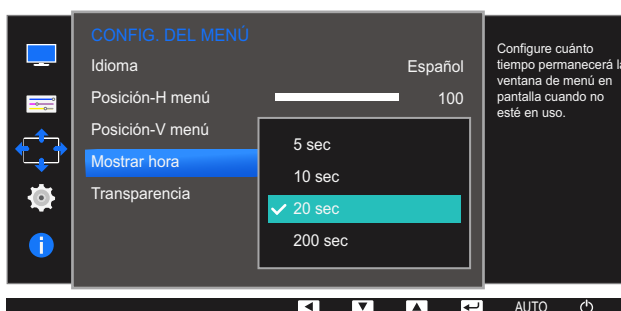 CONFIG. DEL MENÚ
Idioma Español
Posición-H menú 100
Posición-V menú
Mostrar hora
Transparencia
5 sec
10 sec
20 sec
200 sec
Configure cuánto
tiempo permanecerá l
ventana de menú en
pantalla cuando no
esté en uso.
AUTO